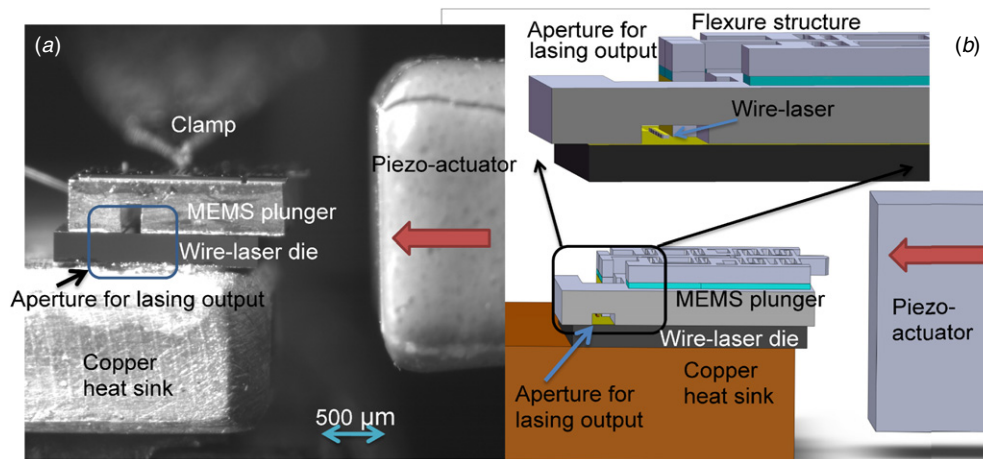 (a)
Clamp
Piezo-actuator
MEMS plunger
Wire-laser die
Aperture for lasing output
Copper
heat sink
500 μm
(b)
Flexure structure
Aperture for
lasing output
Wire-laser
MEMS plunger
Wire-laser die
Piezo-
actuator
Copper
heat sink
Aperture for
lasing output